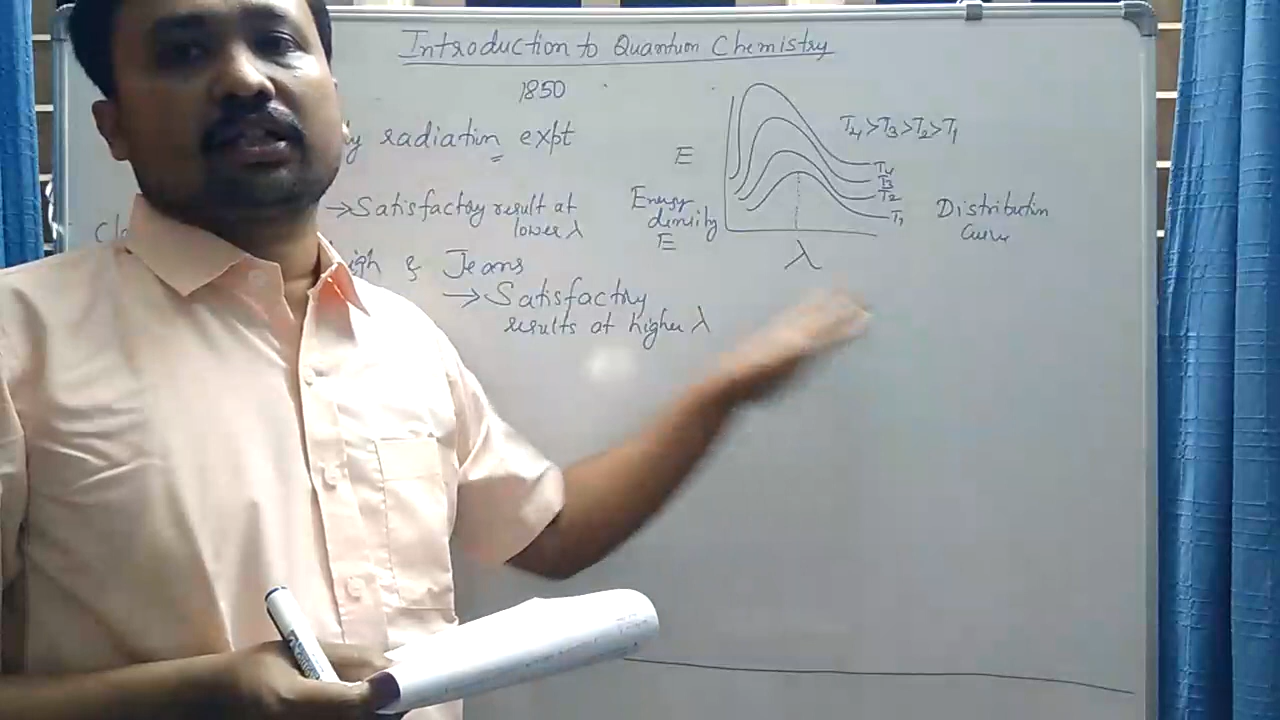 Introduction to Quantum Chemistry
1850
radiation expt
→Satisfactory result at
lower λ
& Jeans
→Satisfactory
results at higher λ
E
Energy
density
E
λ
T4>T3>T2>T1
T4
T3
T2
T1
Distribution
Curve